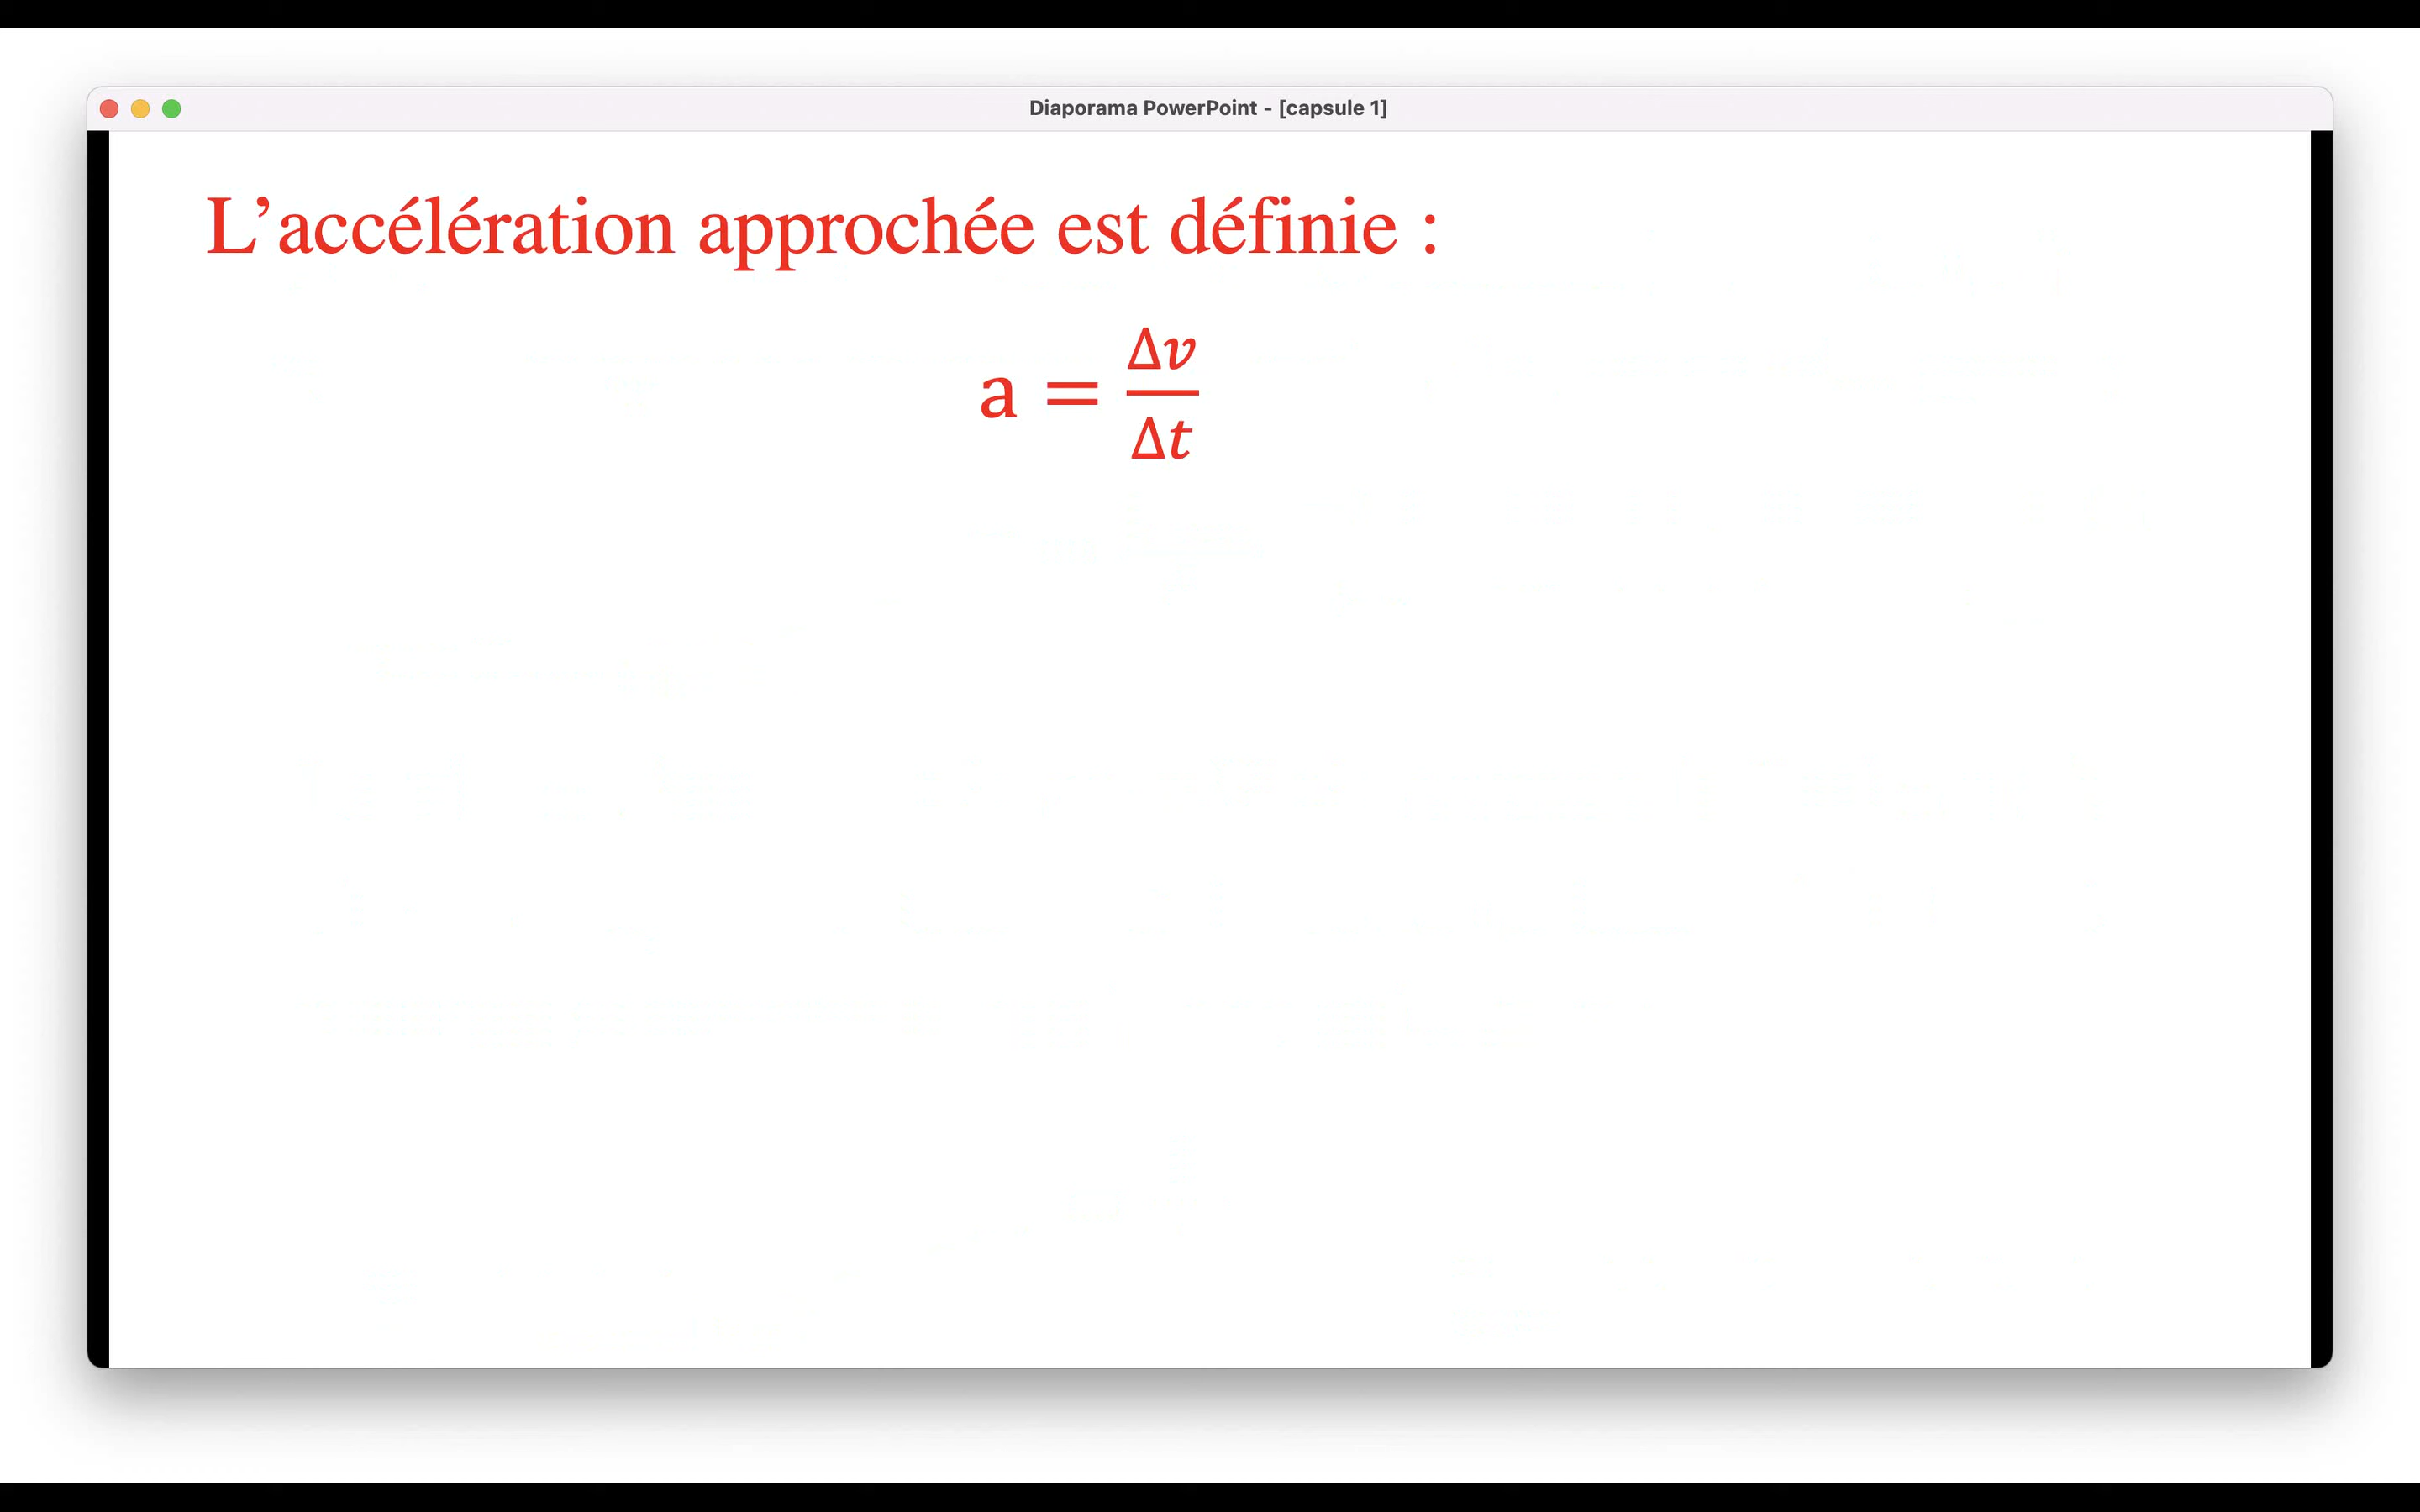 Diaporama PowerPoint - [capsule 1]
L’accélération approchée est définie :
a = Δv/Δt